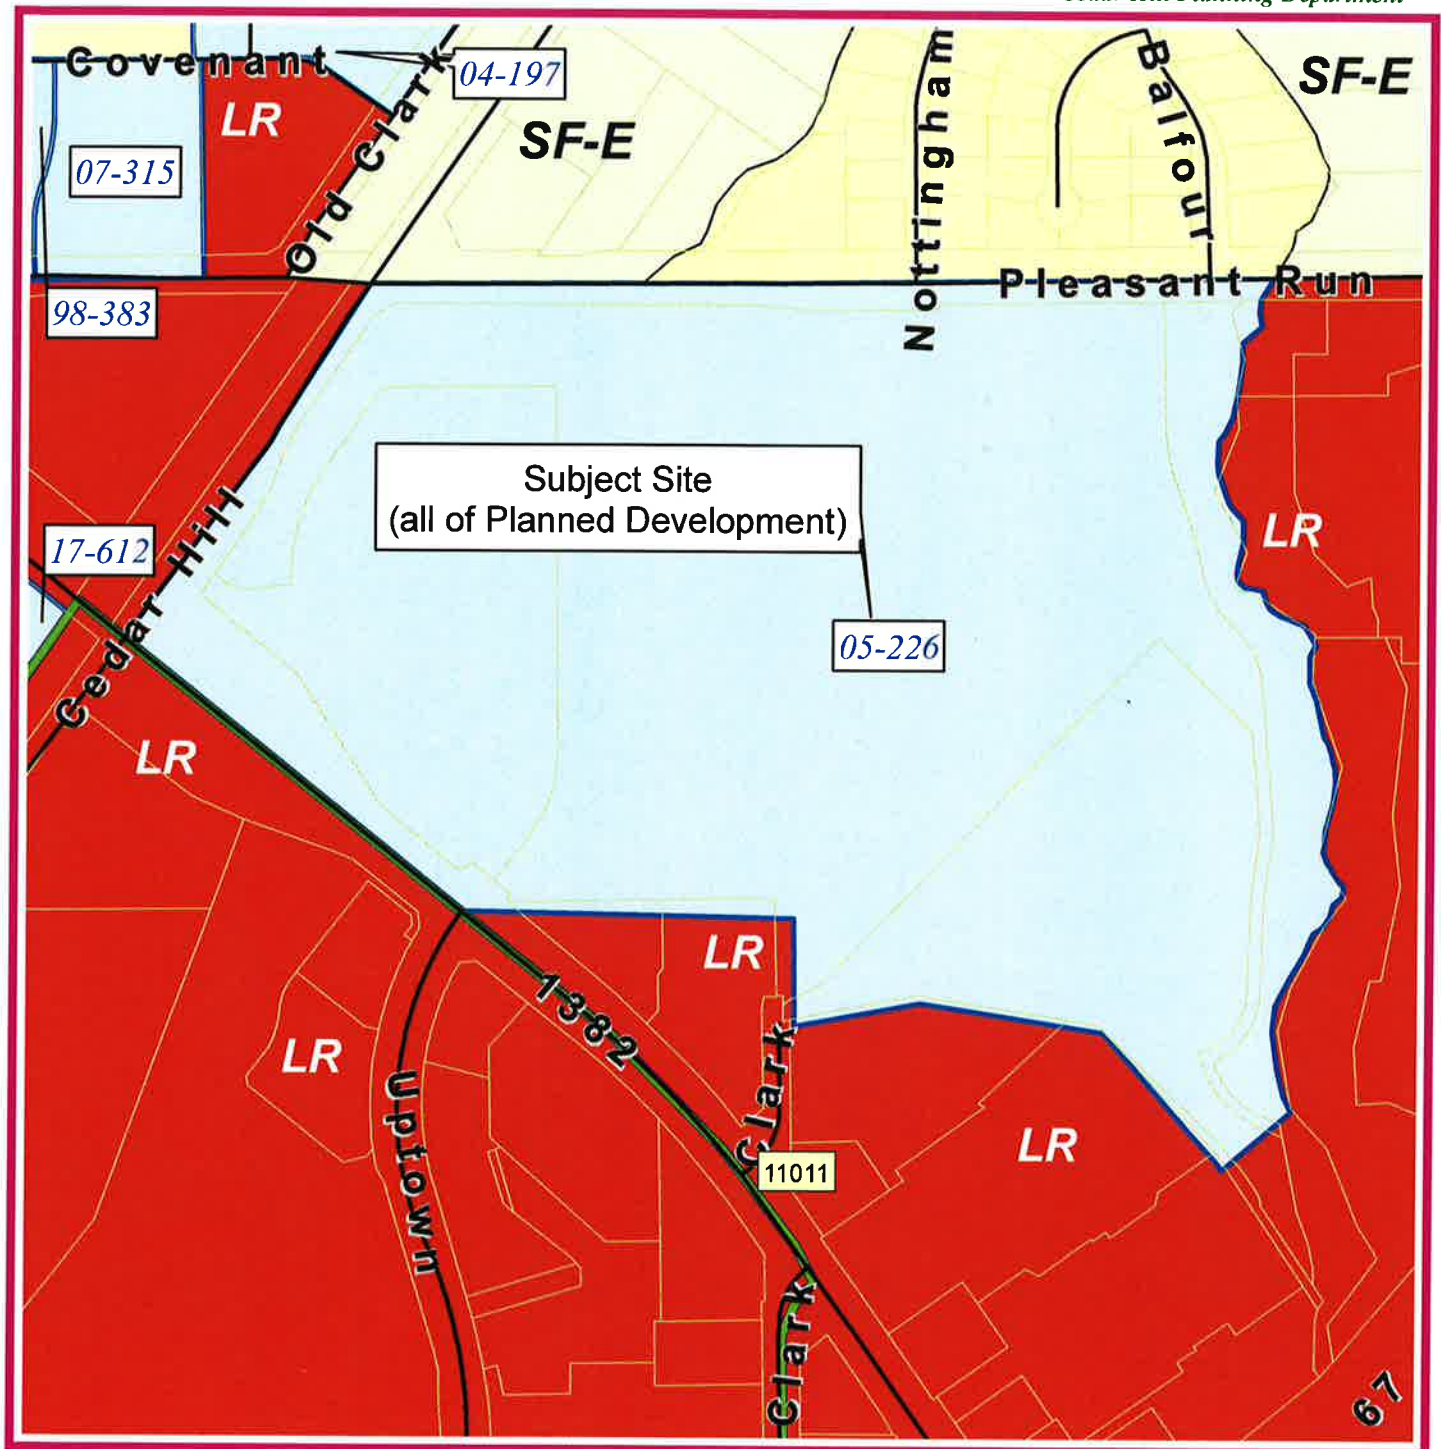 Covenant
04-197
SF-E
LR
07-315
Old Clark
SF-E
Nottingham
Balfour
Pleasant Run
98-383
Subject Site
(all of Planned Development)
05-226
17-612
Cedar Hill
LR
LR
LR
1382
LR
Clark
LR
Uptown
11011
Clark
67